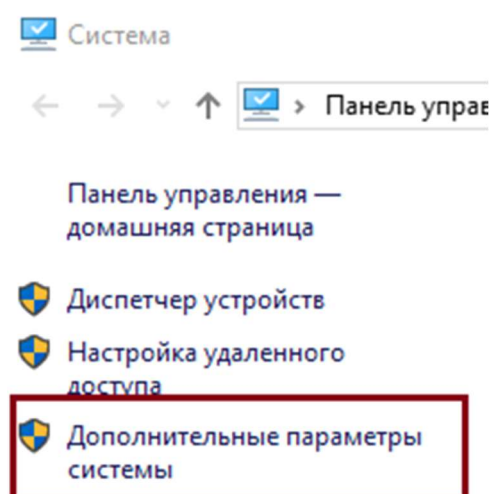 Система
Панель управ
Панель управления —
домашняя страница
Диспетчер устройств
Настройка удаленного
доступа
Дополнительные параметры
системы